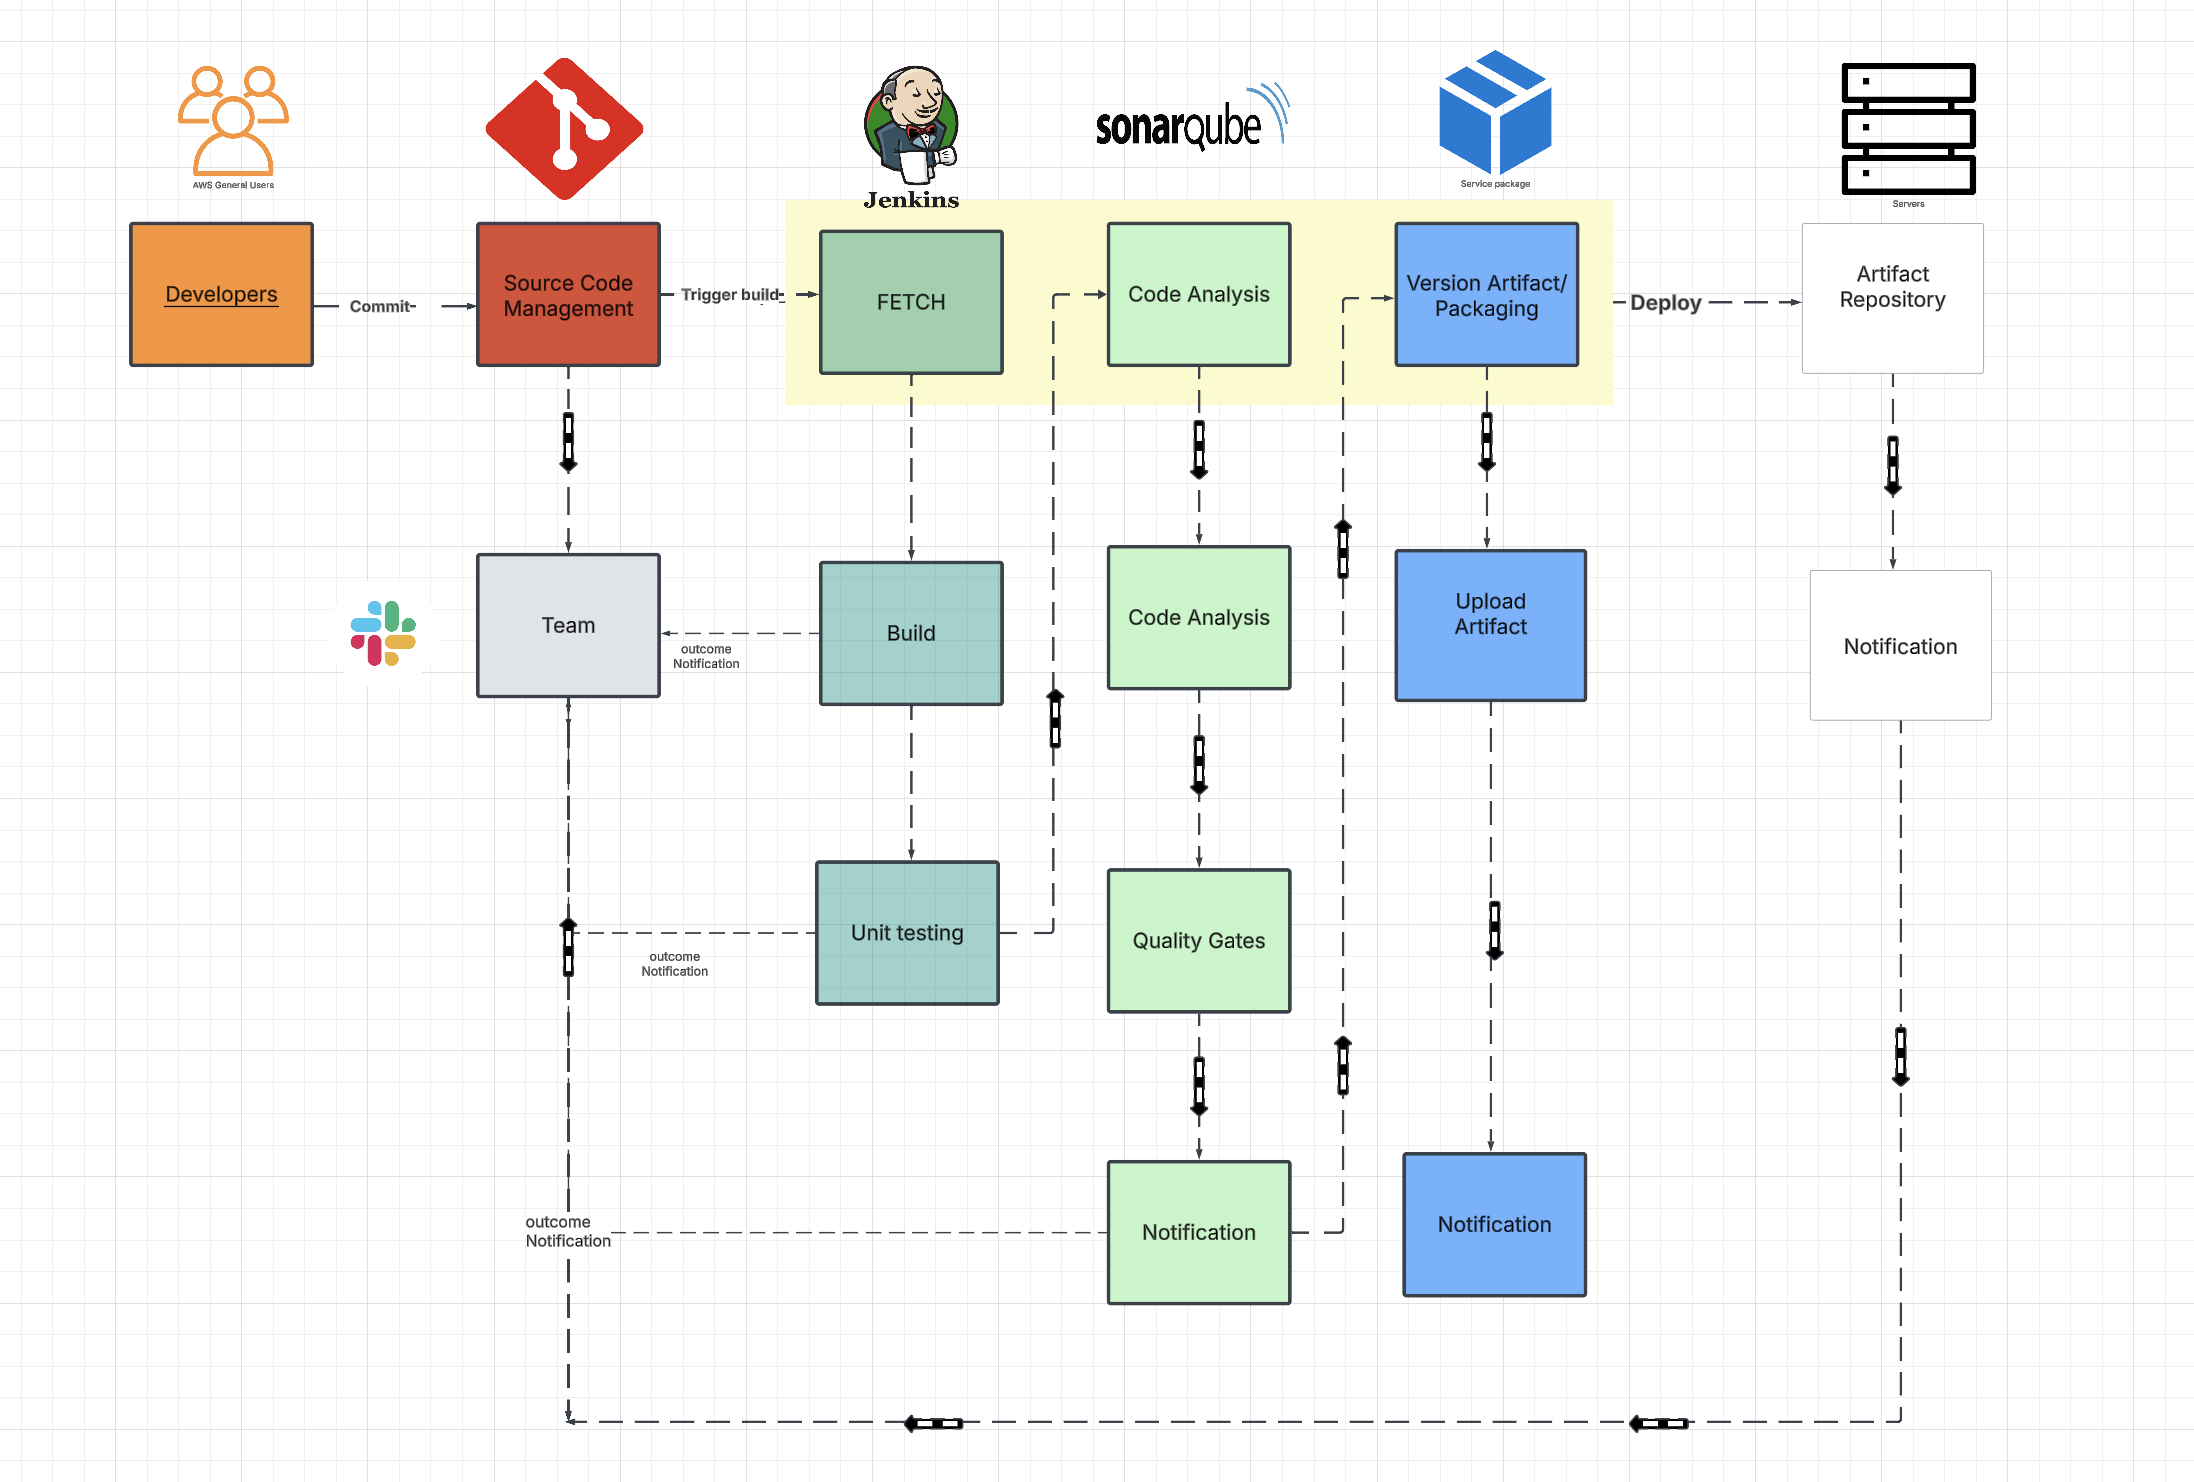 AWS General Users
Jenkins
sonarqube
Service package
Servers
Developers
Commit
Source Code
Management
Trigger build
FETCH
Code Analysis
Version Artifact/
Packaging
Deploy
Artifact
Repository
Team
outcome
Notification
Build
Code Analysis
Upload
Artifact
Notification
outcome
Notification
Unit testing
Quality Gates
outcome
Notification
Notification
Notification